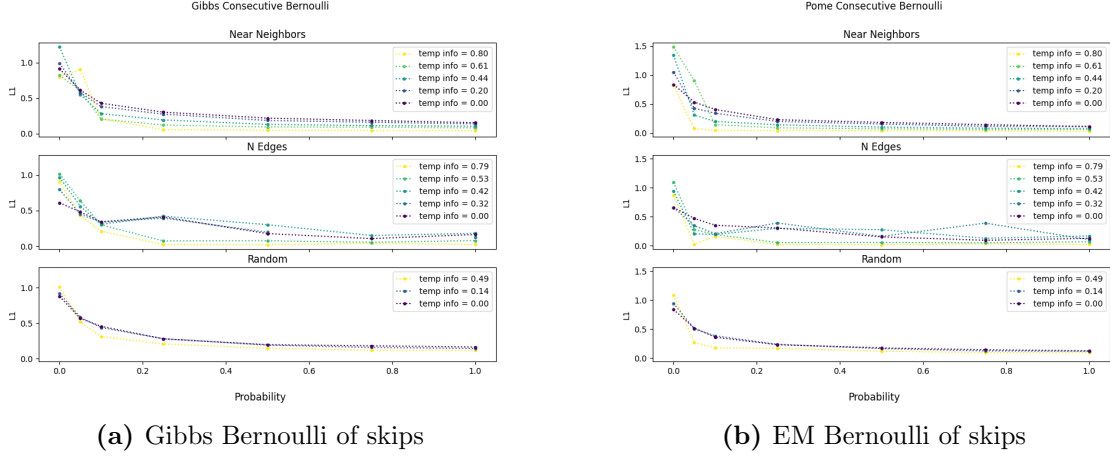 Gibbs Consecutive Bernoulli
Near Neighbors
L1
1.0
0.5
0.0
temp info = 0.80
temp info = 0.61
temp info = 0.44
temp info = 0.20
temp info = 0.00
N Edges
L1
1.0
0.5
0.0
temp info = 0.79
temp info = 0.53
temp info = 0.42
temp info = 0.32
temp info = 0.00
Random
L1
1.0
0.5
0.0
temp info = 0.49
temp info = 0.14
temp info = 0.00
0.0 0.2 0.4 0.6 0.8 1.0
Probability
(a) Gibbs Bernoulli of skips
Pome Consecutive Bernoulli
Near Neighbors
L1
1.5
1.0
0.5
0.0
temp info = 0.80
temp info = 0.61
temp info = 0.44
temp info = 0.20
temp info = 0.00
N Edges
L1
1.5
1.0
0.5
0.0
temp info = 0.79
temp info = 0.53
temp info = 0.42
temp info = 0.32
temp info = 0.00
Random
L1
1.5
1.0
0.5
0.0
temp info = 0.49
temp info = 0.14
temp info = 0.00
0.0 0.2 0.4 0.6 0.8 1.0
Probability
(b) EM Bernoulli of skips